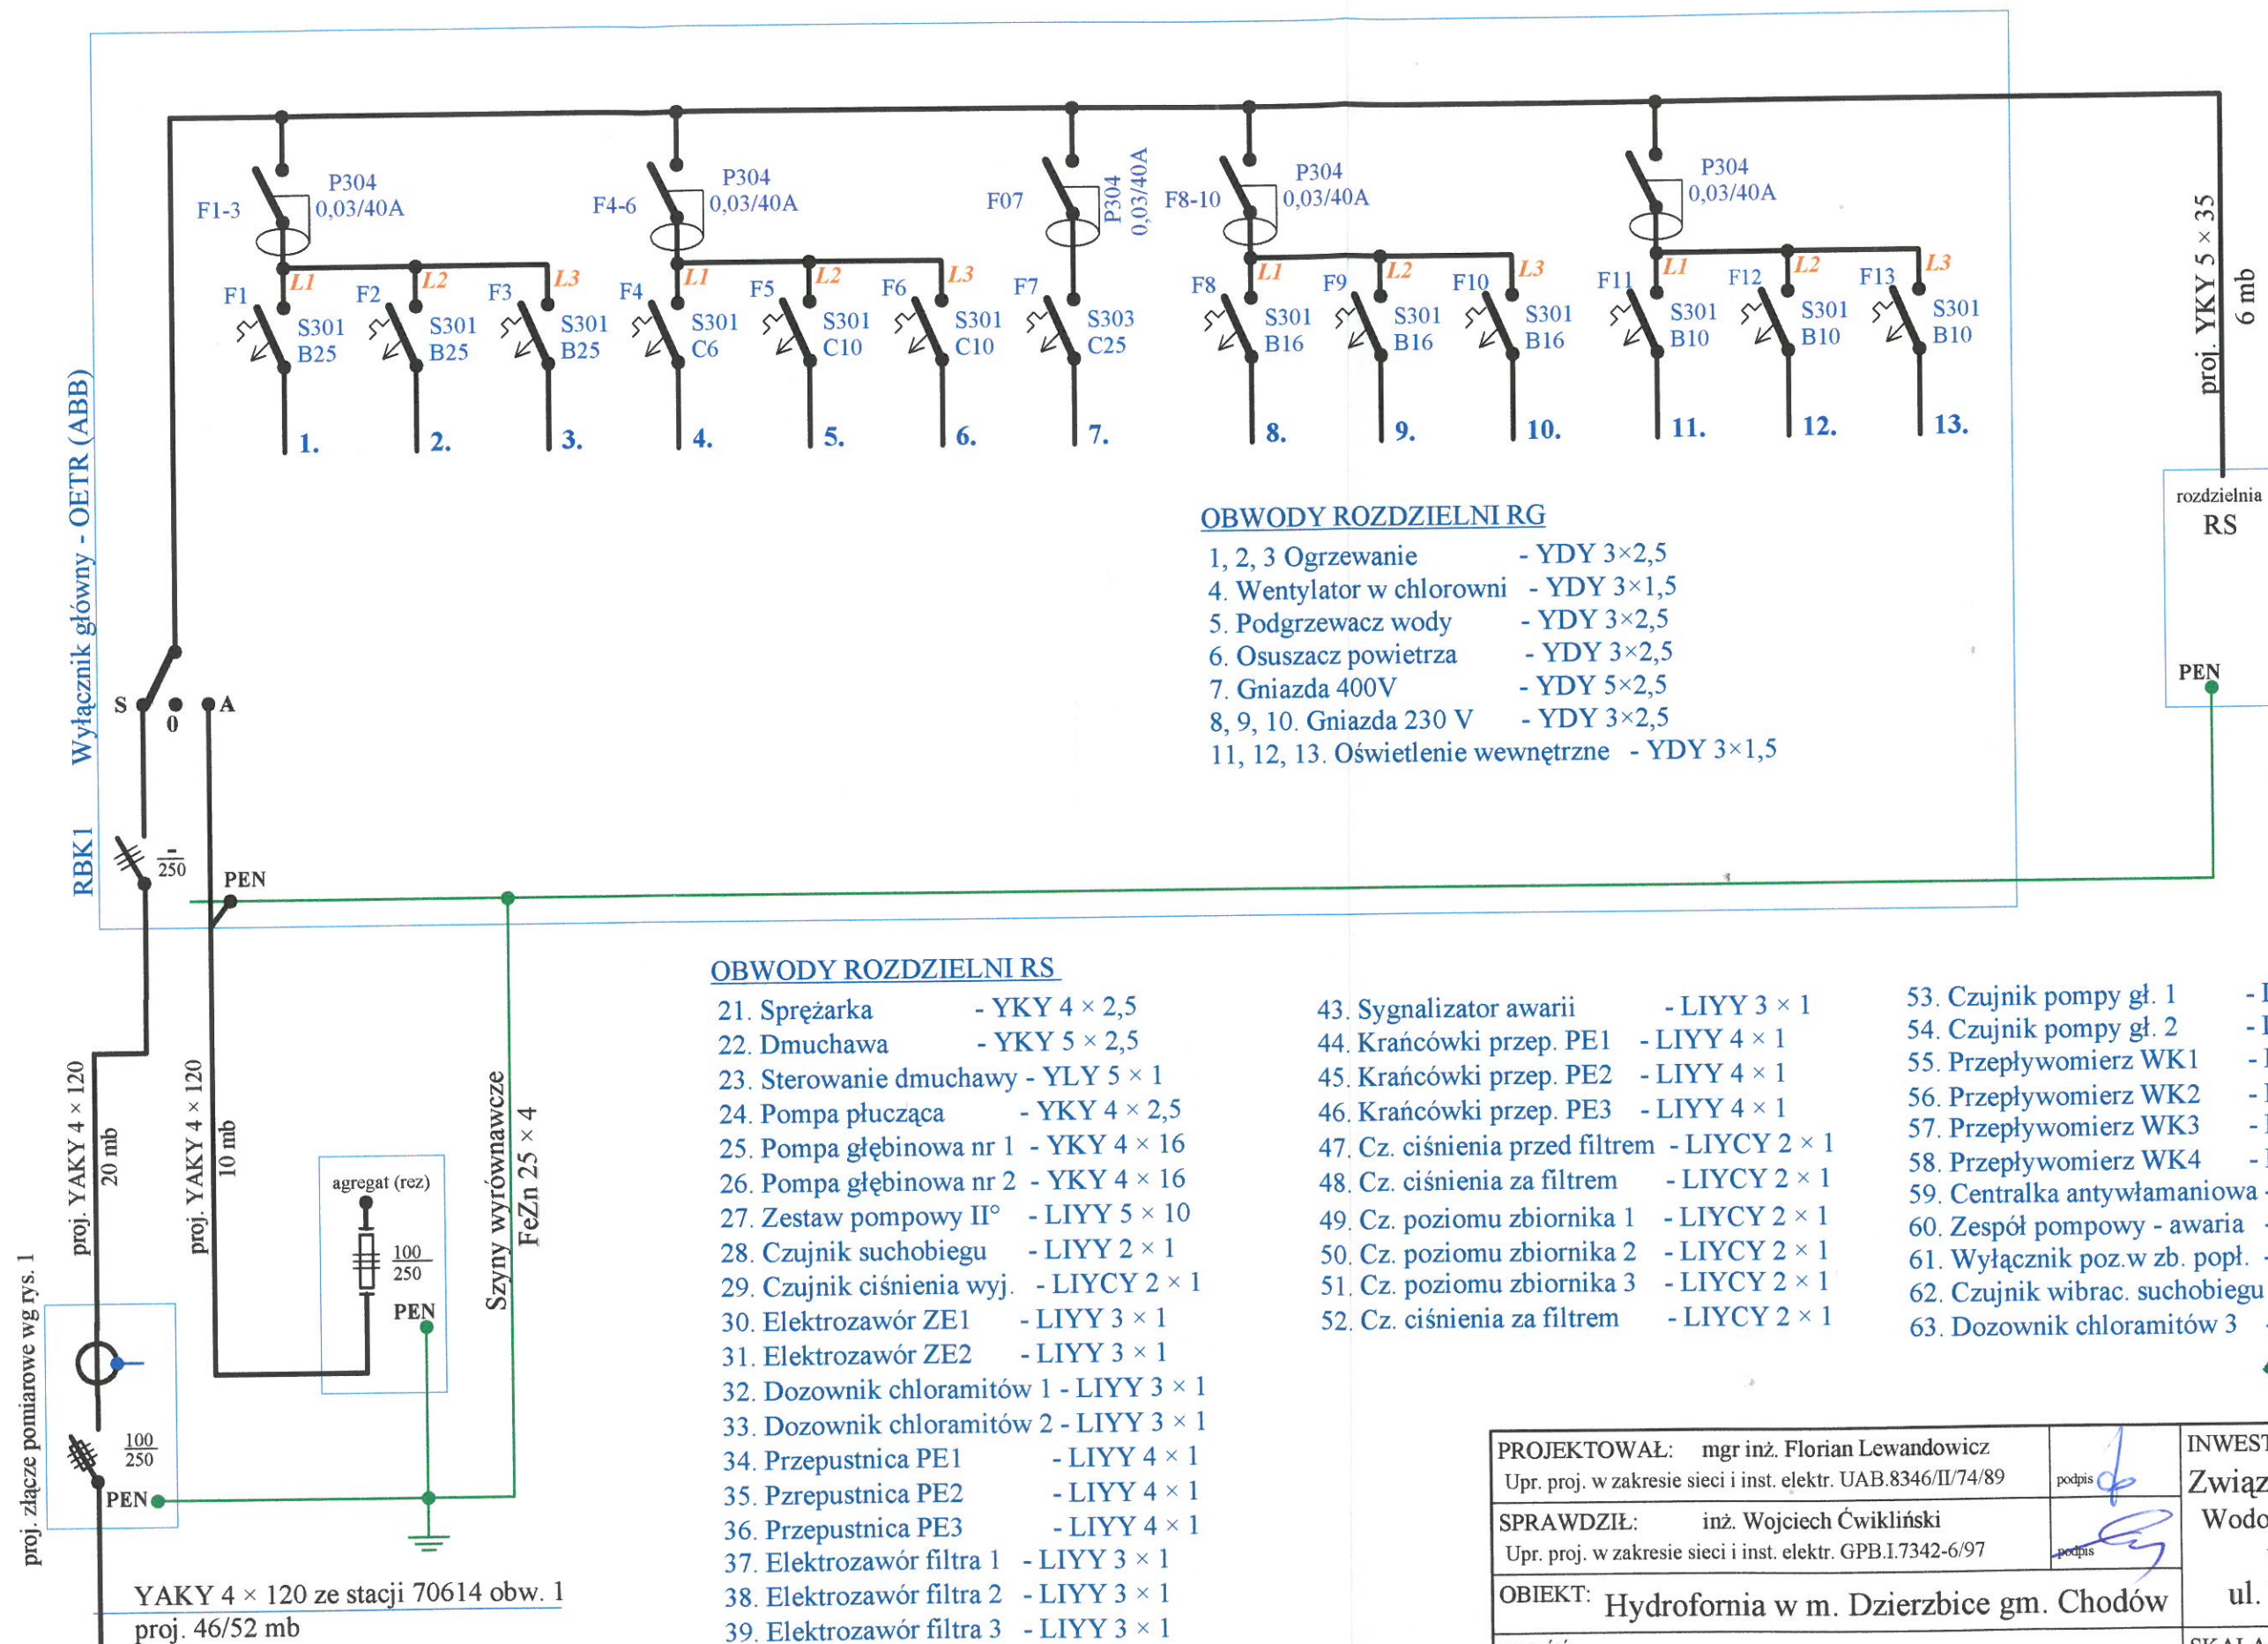 P304
0,03/40A
F1-3
P304
0,03/40A
F4-6
P304
0,03/40A
F07
P304
0,03/40A
F8-10
P304
0,03/40A
L1
L2
L3
L1
L2
L3
L1
L2
L3
L1
L2
L3
F1
S301
B25
F2
S301
B25
F3
S301
B25
F4
S301
C6
F5
S301
C10
F6
S301
C10
F7
S303
C25
F8
S301
B16
F9
S301
B16
F10
S301
B16
F11
S301
B10
F12
S301
B10
F13
S301
B10
1.
2.
3.
4.
5.
6.
7.
8.
9.
10.
11.
12.
13.
proj. YKY 5 × 35
6 mb
rozdzielnia
RS
PEN
RBK1 Wyłącznik główny - OETR (ABB)
S
0
A
-
250
PEN
OBWODY ROZDZIELNI RG
1, 2, 3 Ogrzewanie - YDY 3×2,5
4. Wentylator w chlorowni - YDY 3×1,5
5. Podgrzewacz wody - YDY 3×2,5
6. Osuszacz powietrza - YDY 3×2,5
7. Gniazda 400V - YDY 5×2,5
8, 9, 10. Gniazda 230 V - YDY 3×2,5
11, 12, 13. Oświetlenie wewnętrzne - YDY 3×1,5
proj. YAKY 4 × 120
20 mb
proj. YAKY 4 × 120
10 mb
agregat (rez)
100
250
PEN
Szyny wyrównawcze
FeZn 25 × 4
proj. złącze pomiarowe wg rys. 1
100
250
PEN
YAKY 4 × 120 ze stacji 70614 obw. 1
proj. 46/52 mb
OBWODY ROZDZIELNI RS
21. Sprężarka - YKY 4 × 2,5
22. Dmuchawa - YKY 5 × 2,5
23. Sterowanie dmuchawy - YLY 5 × 1
24. Pompa płucząca - YKY 4 × 2,5
25. Pompa głębinowa nr 1 - YKY 4 × 16
26. Pompa głębinowa nr 2 - YKY 4 × 16
27. Zestaw pompowy II° - LIYY 5 × 10
28. Czujnik suchobiegu - LIYY 2 × 1
29. Czujnik ciśnienia wyj. - LIYCY 2 × 1
30. Elektrozawór ZE1 - LIYY 3 × 1
31. Elektrozawór ZE2 - LIYY 3 × 1
32. Dozownik chloramitów 1 - LIYY 3 × 1
33. Dozownik chloramitów 2 - LIYY 3 × 1
34. Przepustnica PE1 - LIYY 4 × 1
35. Pzrepustnica PE2 - LIYY 4 × 1
36. Przepustnica PE3 - LIYY 4 × 1
37. Elektrozawór filtra 1 - LIYY 3 × 1
38. Elektrozawór filtra 2 - LIYY 3 × 1
39. Elektrozawór filtra 3 - LIYY 3 × 1
43. Sygnalizator awarii - LIYY 3 × 1
44. Krańcówki przep. PE1 - LIYY 4 × 1
45. Krańcówki przep. PE2 - LIYY 4 × 1
46. Krańcówki przep. PE3 - LIYY 4 × 1
47. Cz. ciśnienia przed filtrem - LIYCY 2 × 1
48. Cz. ciśnienia za filtrem - LIYCY 2 × 1
49. Cz. poziomu zbiornika 1 - LIYCY 2 × 1
50. Cz. poziomu zbiornika 2 - LIYCY 2 × 1
51. Cz. poziomu zbiornika 3 - LIYCY 2 × 1
52. Cz. ciśnienia za filtrem - LIYCY 2 × 1
53. Czujnik pompy gł. 1 -
54. Czujnik pompy gł. 2 -
55. Przepływomierz WK1 -
56. Przepływomierz WK2 -
57. Przepływomierz WK3 -
58. Przepływomierz WK4 -
59. Centralka antywłamaniowa -
60. Zespół pompowy - awaria -
61. Wyłącznik poz.w zb. popł. -
62. Czujnik wibrac. suchobiegu
63. Dozownik chloramitów 3 -
PROJEKTOWAŁ: mgr inż. Florian Lewandowicz
Upr. proj. w zakresie sieci i inst. elektr. UAB.8346/II/74/89
podpis
SPRAWDZIŁ: inż. Wojciech Ćwikliński
Upr. proj. w zakresie sieci i inst. elektr. GPB.I.7342-6/97
podpis
OBIEKT: Hydrofornia w m. Dzierzbice gm. Chodów
INWEST
Związ
Wodo
ul.